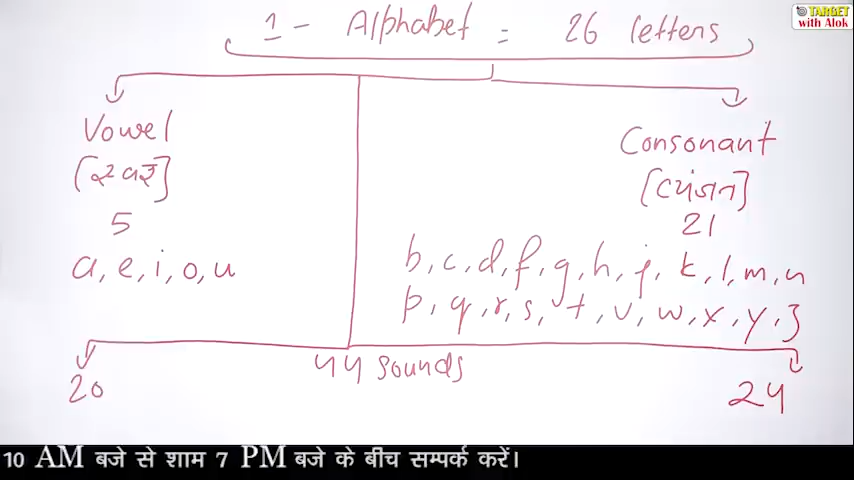 TARGET
with Alok
1 - Alphabet = 26 letters
Vowel
[स्वर]
5
a, e, i, o, u
Consonant
[व्यंजन]
21
b, c, d, f, g, h, j, k, l, m, n
p, q, r, s, t, v, w, x, y, z
44 sounds
20
24
10 AM बजे से शाम 7 PM बजे के बीच सम्पर्क करें।